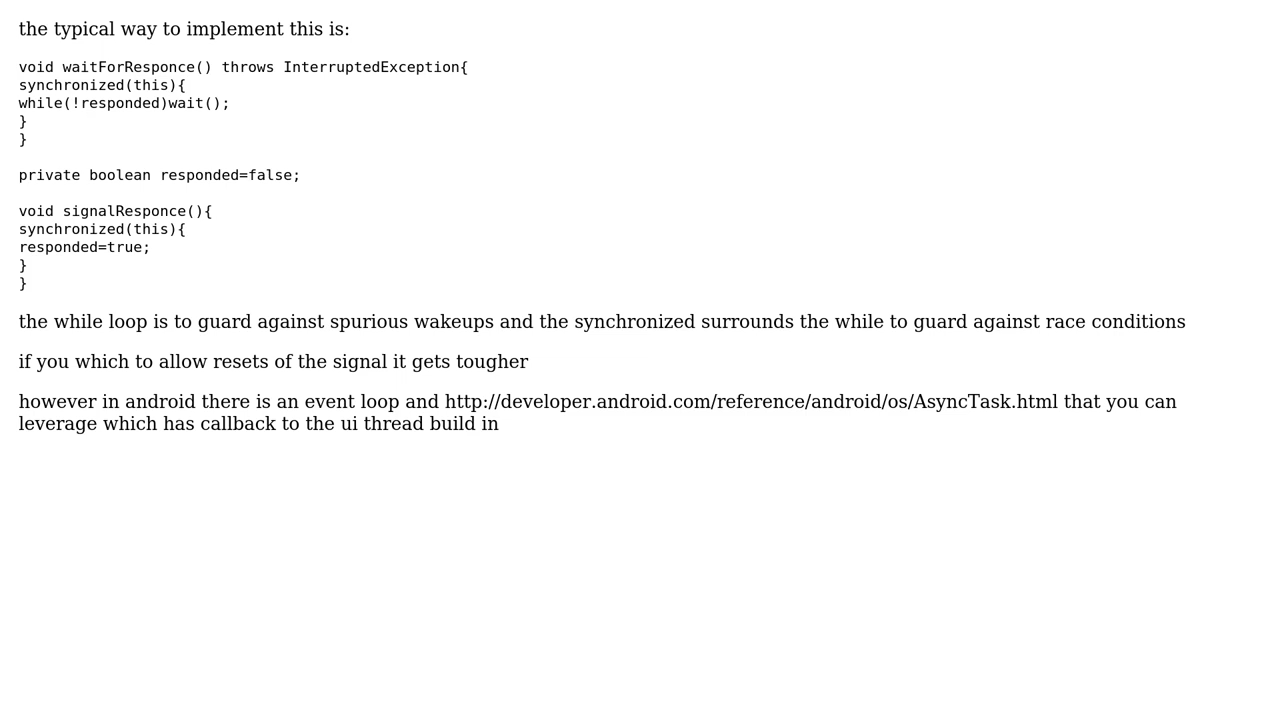 the typical way to implement this is:
void waitForResponce() throws InterruptedException{
synchronized(this){
while(!responded)wait();
}
}
private boolean responded=false;
void signalResponce(){
synchronized(this){
responded=true;
}
}
the while loop is to guard against spurious wakeups and the synchronized surrounds the while to guard against race conditions
if you which to allow resets of the signal it gets tougher
however in android there is an event loop and http://developer.android.com/reference/android/os/AsyncTask.html that you can
leverage which has callback to the ui thread build in